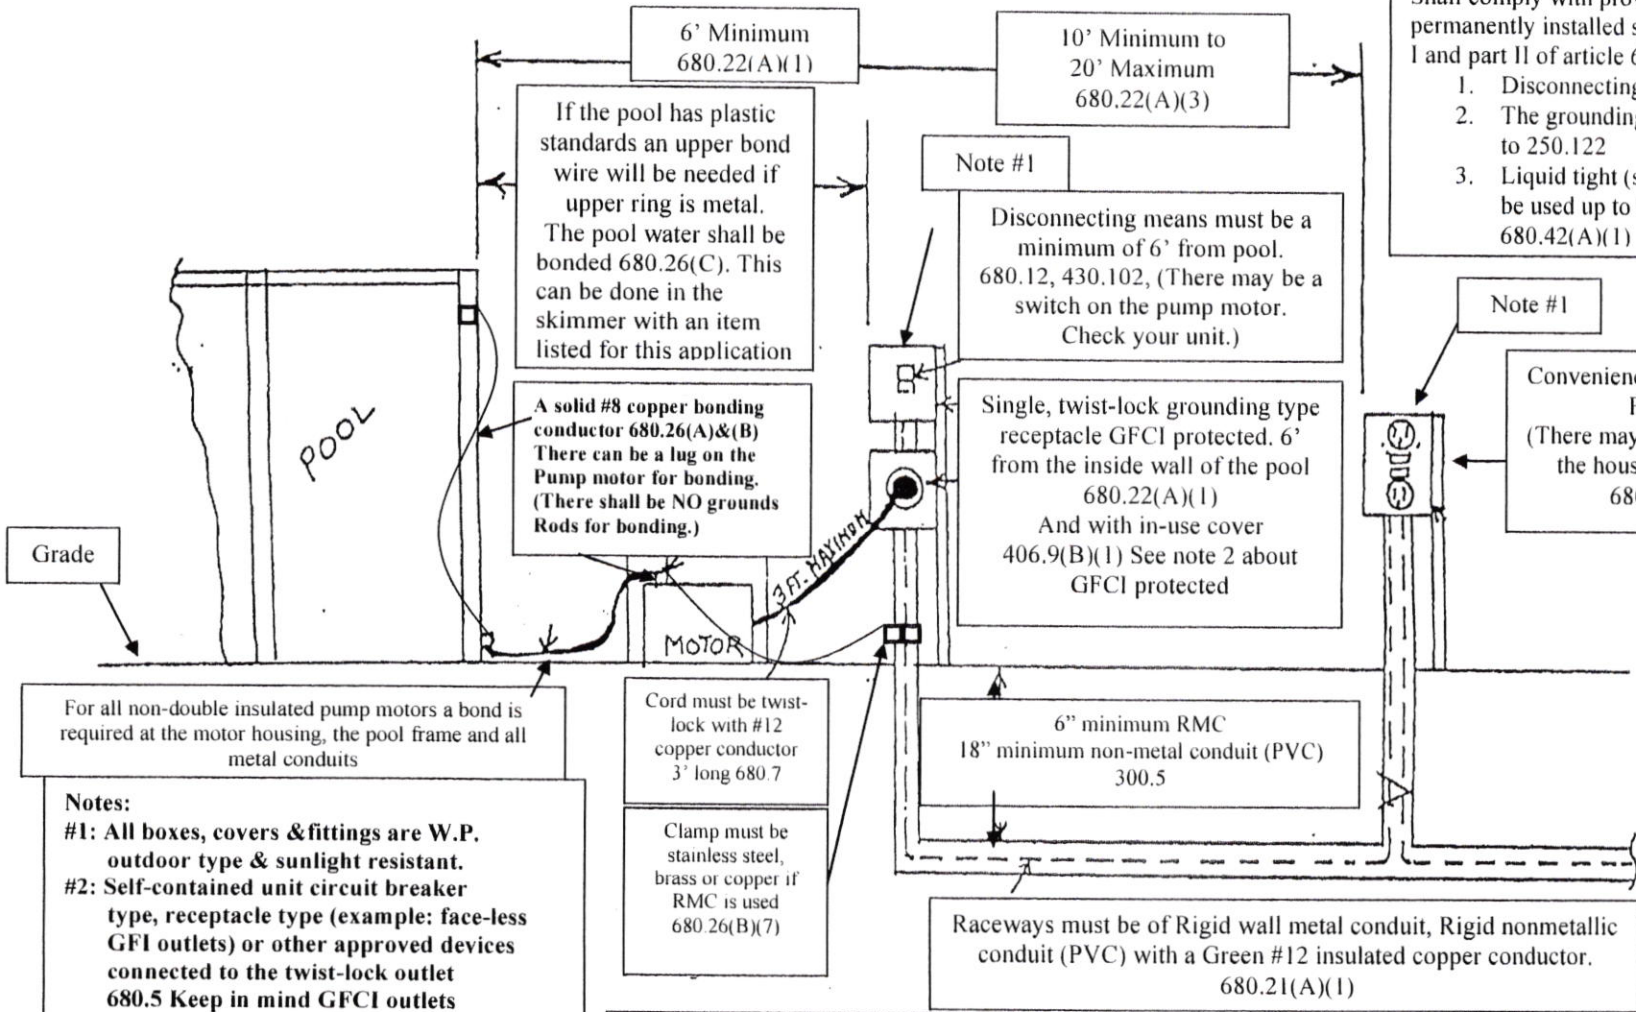 6’ Minimum
680.22(A)(1)
10’ Minimum to
20’ Maximum
680.22(A)(3)
permanently installed
I and part II of article
1. Disconnecting
2. The grounding
to 250.122
3. Liquid tight
be used up to
680.42(A)(1)
If the pool has plastic
standards an upper bond
wire will be needed if
upper ring is metal.
The pool water shall be
bonded 680.26(C). This
can be done in the
skimmer with an item
listed for this application
Note #1
Disconnecting means must be a
minimum of 6’ from pool.
680.12, 430.102, (There may be a
switch on the pump motor.
Check your unit.)
Note #1
A solid #8 copper bonding
conductor 680.26(A)&(B)
There can be a lug on the
Pump motor for bonding.
(There shall be NO grounds
Rods for bonding.)
Single, twist-lock grounding type
receptacle GFCI protected. 6’
from the inside wall of the pool
680.22(A)(1)
And with in-use cover
406.9(B)(1) See note 2 about
GFCI protected
(There may
the
POOL
Grade
3 FT. MAXIMUM
MOTOR
For all non-double insulated pump motors a bond is
required at the motor housing, the pool frame and all
metal conduits
Cord must be twist-
lock with #12
copper conductor
3’ long 680.7
6” minimum RMC
18” minimum non-metal conduit (PVC)
300.5
Clamp must be
stainless steel,
brass or copper if
RMC is used
680.26(B)(7)
Notes:
#1: All boxes, covers &fittings are W.P.
outdoor type & sunlight resistant.
#2: Self-contained unit circuit breaker
type, receptacle type (example: face-less
GFI outlets) or other approved devices
connected to the twist-lock outlet
680.5 Keep in mind GFCI outlets
Raceways must be of Rigid wall metal conduit, Rigid nonmetallic
conduit (PVC) with a Green #12 insulated copper conductor.
680.21(A)(1)